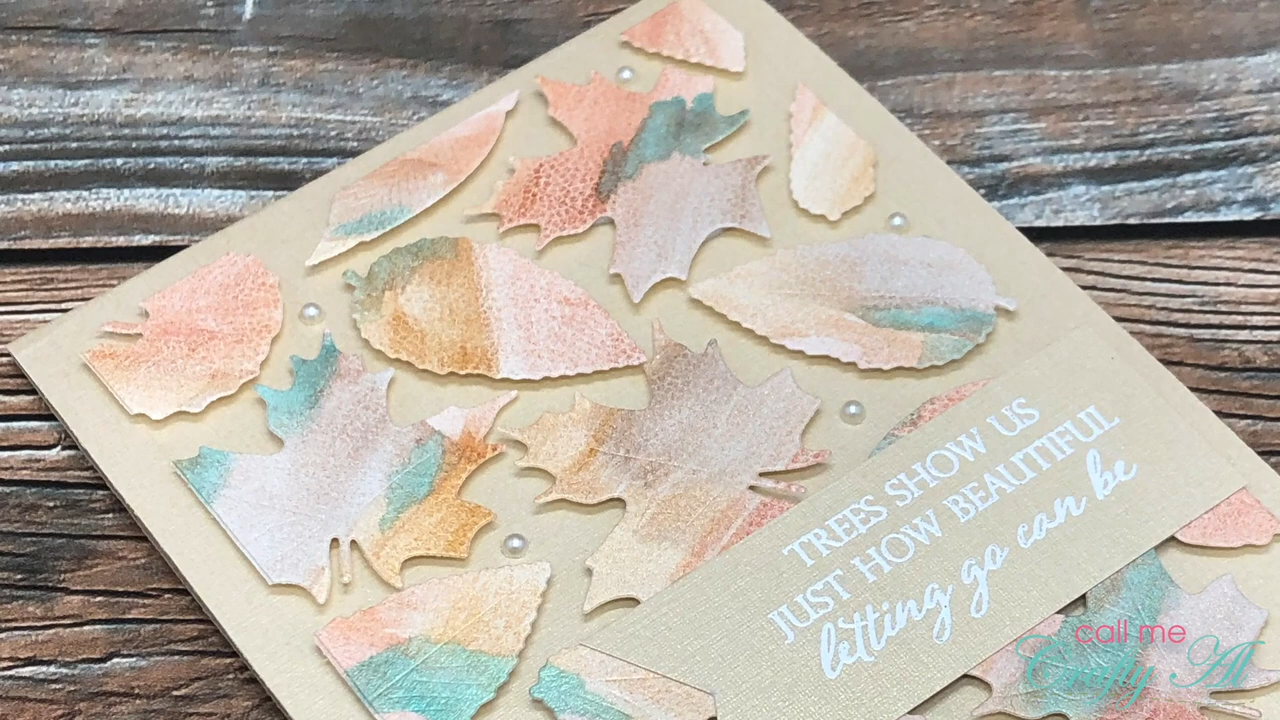 TREES SHOW US
JUST HOW BEAUTIFUL
letting go can be
call me
Crafty Al